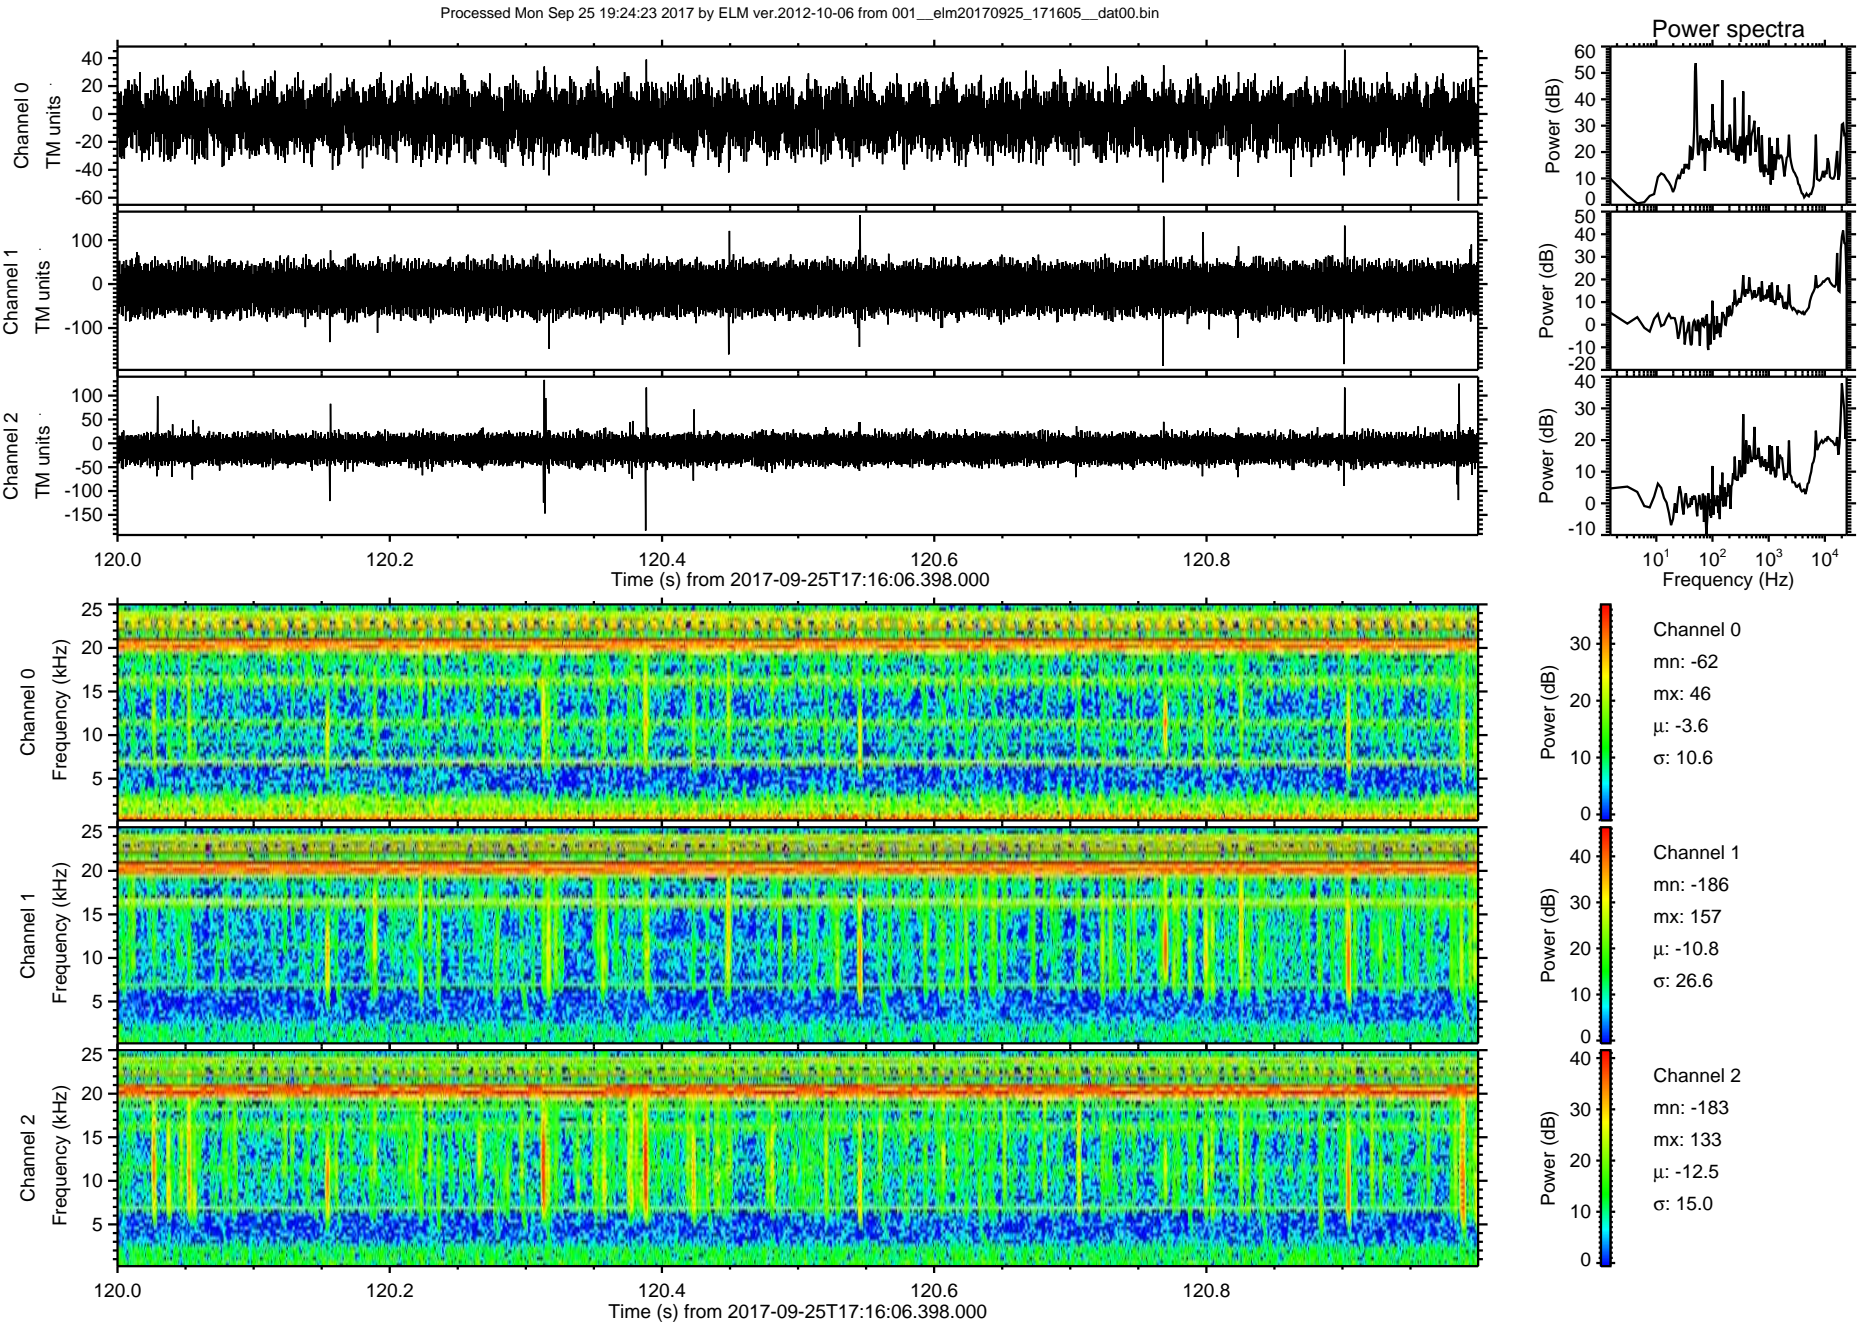 Processed Mon Sep 25 19:24:23 2017 by ELM ver.2012-10-06 from 001__elm20170925_171605__dat00.bin
Power spectra
Channel 0
TM units
40
20
0
-20
-40
-60
Power (dB)
60
50
40
30
20
10
0
Channel 1
TM units
100
0
-100
Power (dB)
50
40
30
20
10
0
-10
-20
Channel 2
TM units
100
50
0
-50
-100
-150
Power (dB)
40
30
20
10
0
-10
120.0 120.2 120.4 120.6 120.8
Time (s) from 2017-09-25T17:16:06.398.000
10^1 10^2 10^3 10^4
Frequency (Hz)
Channel 0
Frequency (kHz)
25
20
15
10
5
Power (dB)
30
20
10
0
Channel 0
mn: -62
mx: 46
μ: -3.6
σ: 10.6
Channel 1
Frequency (kHz)
25
20
15
10
5
Power (dB)
40
30
20
10
0
Channel 1
mn: -186
mx: 157
μ: -10.8
σ: 26.6
Channel 2
Frequency (kHz)
25
20
15
10
5
Power (dB)
40
30
20
10
0
Channel 2
mn: -183
mx: 133
μ: -12.5
σ: 15.0
120.0 120.2 120.4 120.6 120.8
Time (s) from 2017-09-25T17:16:06.398.000